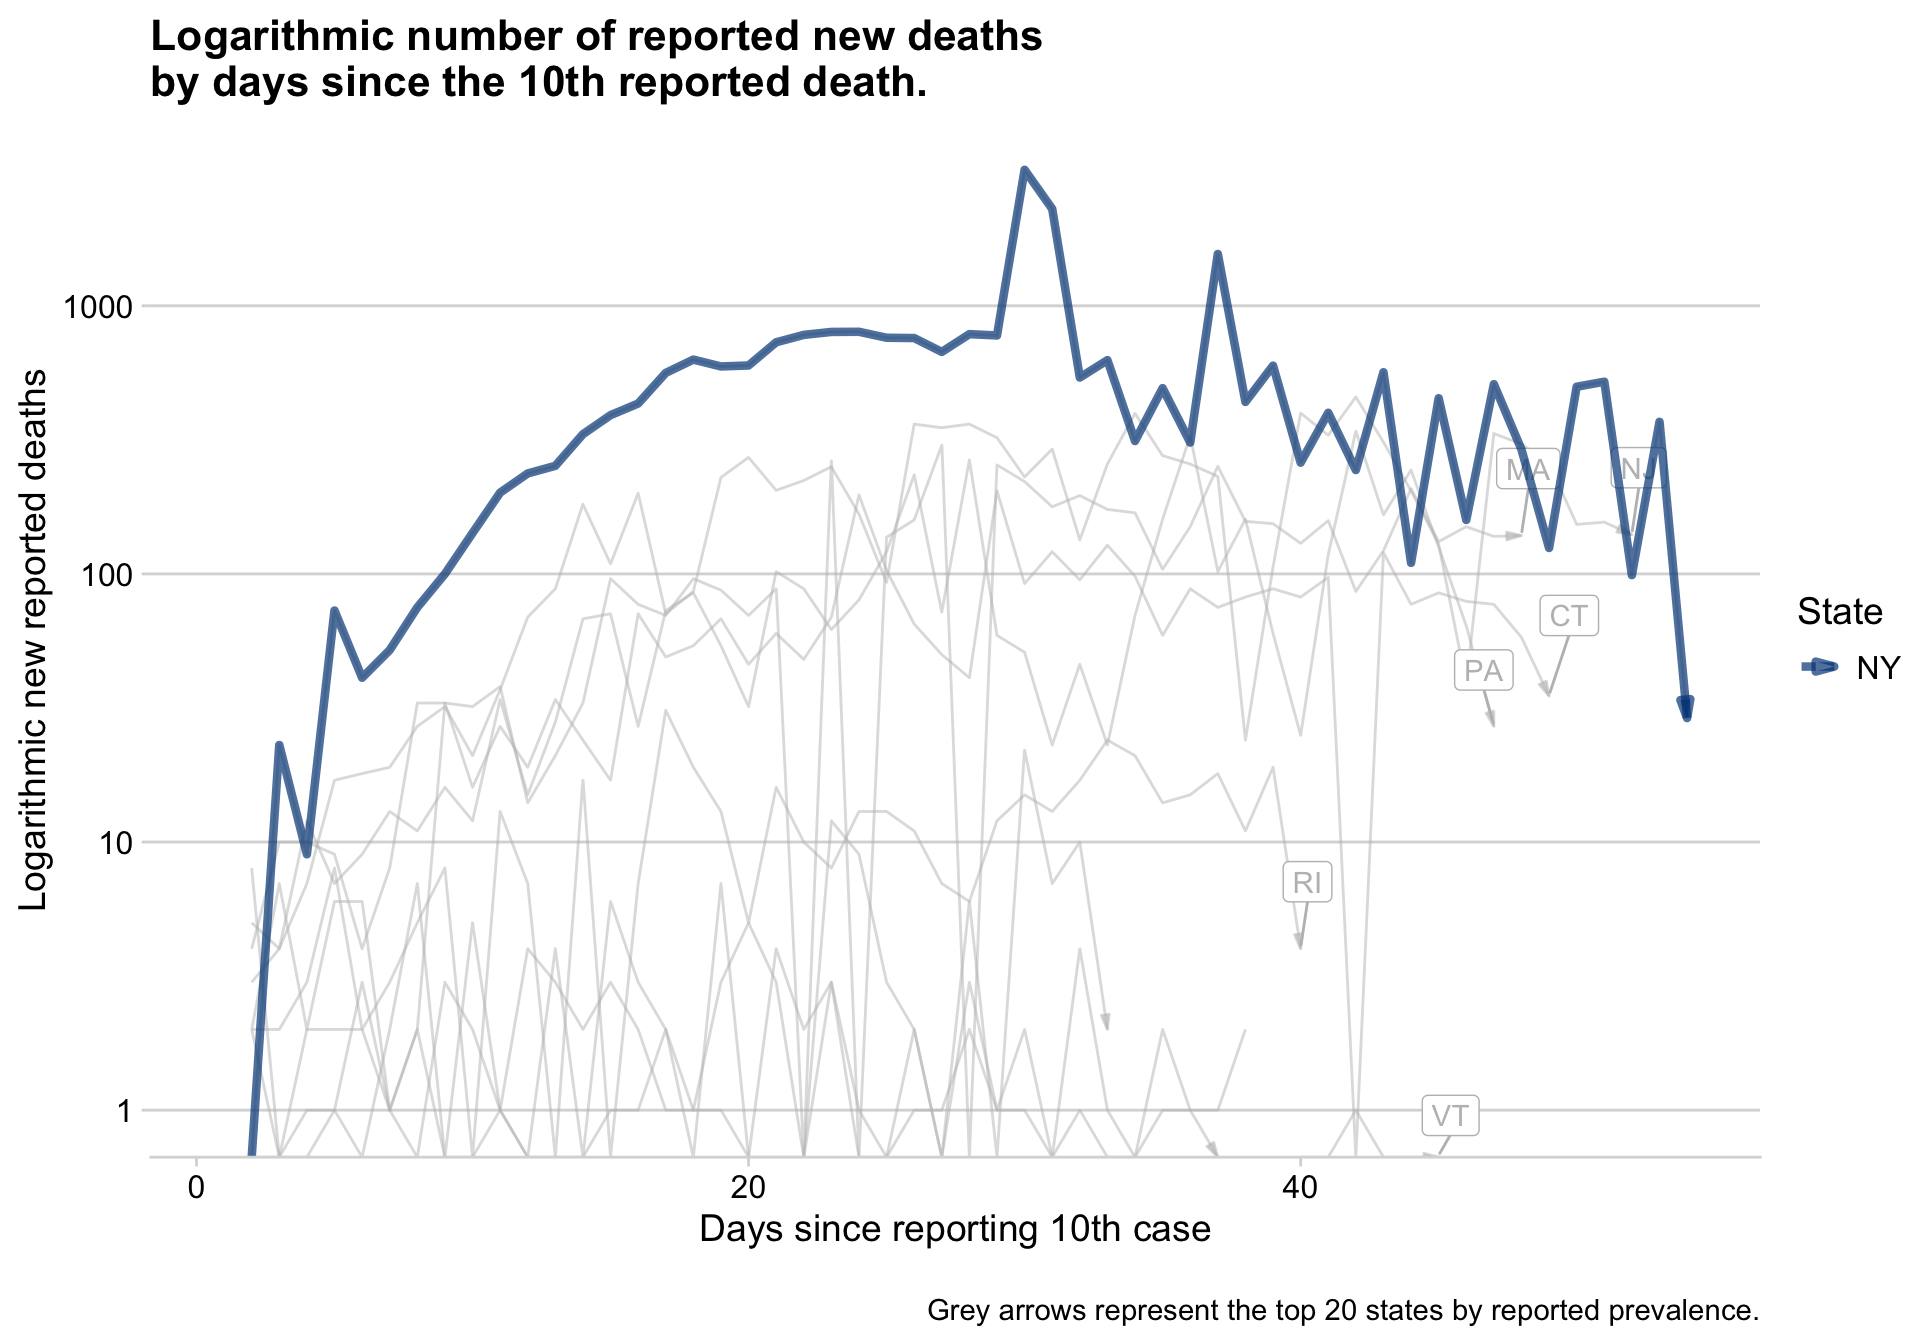 Logarithmic number of reported new deaths
by days since the 10th reported death.
Logarithmic new reported deaths
1000
100
10
1
MA
NJ
CT
PA
RI
VT
State
NY
0
20
40
Days since reporting 10th case
Grey arrows represent the top 20 states by reported prevalence.